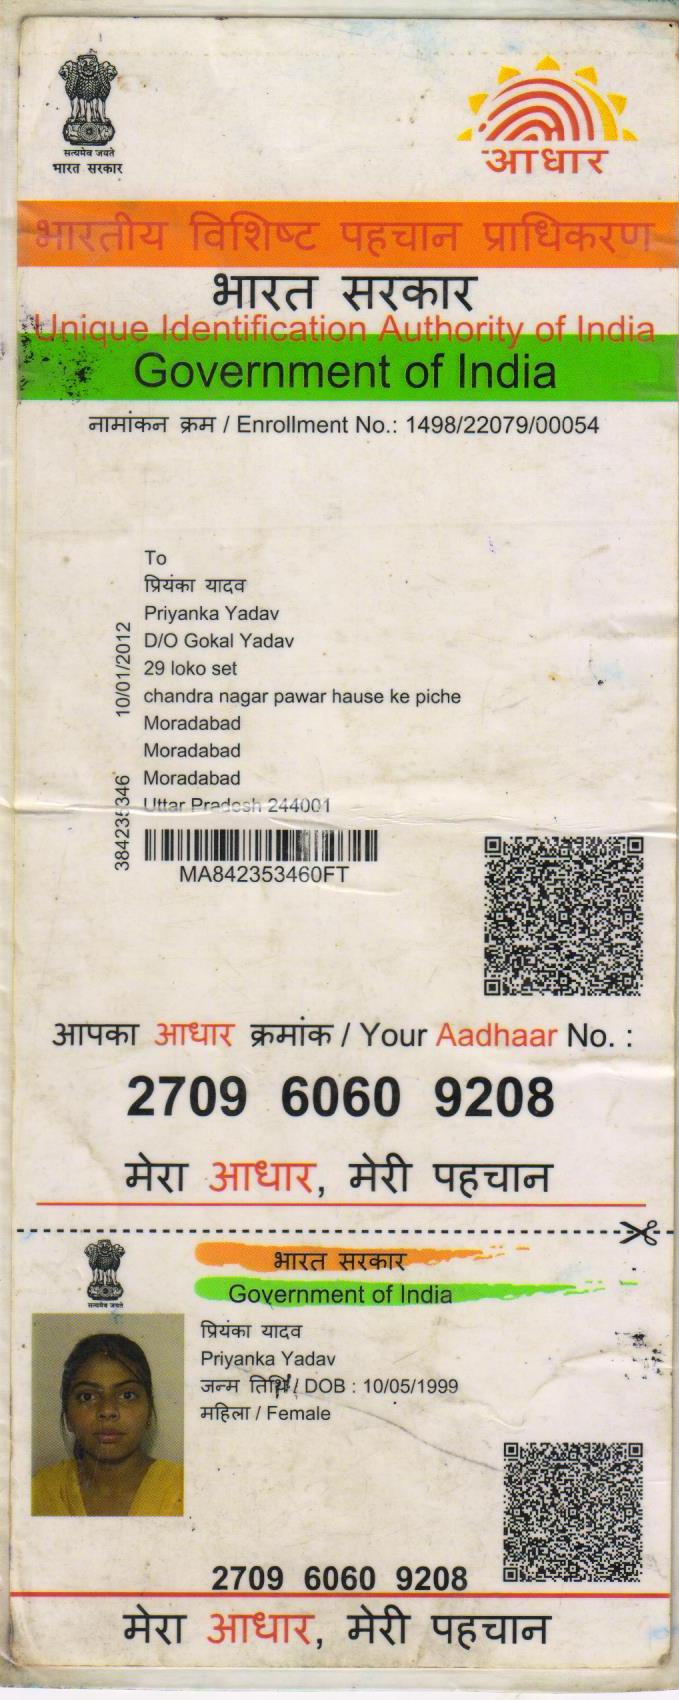 सत्यमेव जयते
भारत सरकार
आधार
भारतीय विशिष्ट पहचान प्राधिकरण
भारत सरकार
Unique Identification Authority of India
Government of India
नामांकन क्रम / Enrollment No.: 1498/22079/00054
To
प्रियंका यादव
Priyanka Yadav
D/O Gokal Yadav
29 loko set
chandra nagar pawar hause ke piche
Moradabad
Moradabad
Moradabad
Uttar Pradesh 244001
10/01/2012
384235346
MA842353460FT
आपका आधार क्रमांक / Your Aadhaar No. :
2709 6060 9208
मेरा आधार, मेरी पहचान
सत्यमेव जयते
भारत सरकार
Government of India
प्रियंका यादव
Priyanka Yadav
जन्म तिथि / DOB : 10/05/1999
महिला / Female
2709 6060 9208
मेरा आधार, मेरी पहचान